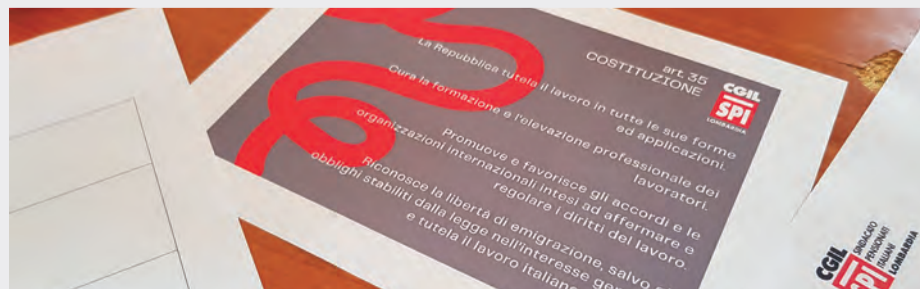 art. 35
COSTITUZIONE
CGIL
SPI
LOMBARDIA
La Repubblica tutela il lavoro in tutte le sue forme
ed applicazioni.
Cura la formazione e l'elevazione professionale dei
lavoratori.
Promuove e favorisce gli accordi e le
organizzazioni internazionali intesi ad affermare e
regolare i diritti del lavoro.
Riconosce la libertà di emigrazione, salvo
obblighi stabiliti dalla legge nell'interesse
e tutela il lavoro italiano
CGIL
SPI
SINDACATO
PENSIONATI
ITALIANI
LOMBARDIA